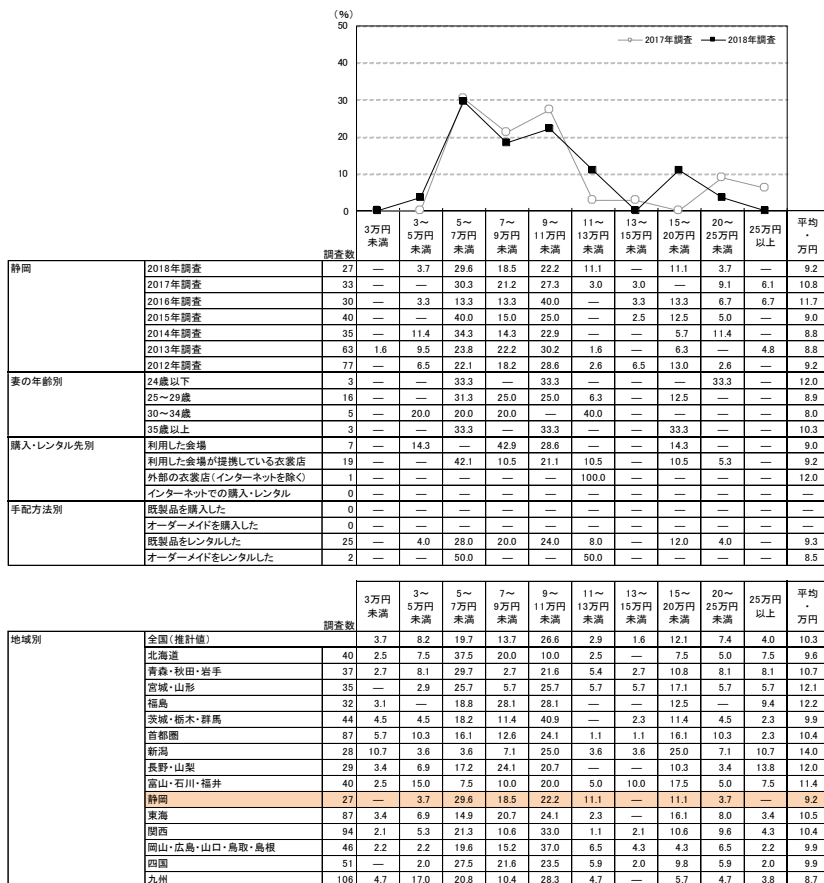 (%)
50
40
30
20
10
0
2017年調査 2018年調査
調査数 3万円未満 3～5万円未満 5～7万円未満 7～9万円未満 9～11万円未満 11～13万円未満 13～15万円未満 15～20万円未満 20～25万円未満 25万円以上 平均・万円
静岡 2018年調査 27 — 3.7 29.6 18.5 22.2 11.1 — 11.1 3.7 — 9.2
2017年調査 33 — — 30.3 21.2 27.3 3.0 3.0 — 9.1 6.1 10.8
2016年調査 30 — 3.3 13.3 13.3 40.0 — 3.3 13.3 6.7 6.7 11.7
2015年調査 40 — — 40.0 15.0 25.0 — 2.5 12.5 5.0 — 9.0
2014年調査 35 — 11.4 34.3 14.3 22.9 — — 5.7 11.4 — 8.8
2013年調査 63 1.6 9.5 23.8 22.2 30.2 1.6 — 6.3 — 4.8 8.8
2012年調査 77 — 6.5 22.1 18.2 28.6 2.6 6.5 13.0 2.6 — 9.2
妻の年齢別 24歳以下 3 — — 33.3 — 33.3 — — — 33.3 — 12.0
25～29歳 16 — — 31.3 25.0 25.0 6.3 — 12.5 — — 8.9
30～34歳 5 — 20.0 20.0 20.0 — 40.0 — — — — 8.0
35歳以上 3 — — 33.3 — 33.3 — — 33.3 — — 10.3
購入・レンタル先別 利用した会場 7 — 14.3 — 42.9 28.6 — — 14.3 — — 9.0
利用した会場が提携している衣裳店 19 — — 42.1 10.5 21.1 10.5 — 10.5 5.3 — 9.2
外部の衣裳店（インターネットを除く） 1 — — — — — 100.0 — — — — 12.0
インターネットでの購入・レンタル 0 — — — — — — — — — — —
手配方法別 既製品を購入した 0 — — — — — — — — — — —
オーダーメイドを購入した 0 — — — — — — — — — — —
既製品をレンタルした 25 — 4.0 28.0 20.0 24.0 8.0 — 12.0 4.0 — 9.3
オーダーメイドをレンタルした 2 — — 50.0 — — 50.0 — — — — 8.5
調査数 3万円未満 3～5万円未満 5～7万円未満 7～9万円未満 9～11万円未満 11～13万円未満 13～15万円未満 15～20万円未満 20～25万円未満 25万円以上 平均・万円
地域別 全国（推計値） 3.7 8.2 19.7 13.7 26.6 2.9 1.6 12.1 7.4 4.0 10.3
北海道 40 2.5 7.5 37.5 20.0 10.0 2.5 — 7.5 5.0 7.5 9.6
青森・秋田・岩手 37 2.7 8.1 29.7 2.7 21.6 5.4 2.7 10.8 8.1 8.1 10.7
宮城・山形 35 — 2.9 25.7 5.7 25.7 5.7 5.7 17.1 5.7 5.7 12.1
福島 32 3.1 — 18.8 28.1 28.1 — — 12.5 — 9.4 12.2
茨城・栃木・群馬 44 4.5 4.5 18.2 11.4 40.9 — 2.3 11.4 4.5 2.3 9.9
首都圏 87 5.7 10.3 16.1 12.6 24.1 1.1 1.1 16.1 10.3 2.3 10.4
新潟 28 10.7 3.6 3.6 7.1 25.0 3.6 3.6 25.0 7.1 10.7 14.0
長野・山梨 29 3.4 6.9 17.2 24.1 20.7 — — 10.3 3.4 13.8 12.0
富山・石川・福井 40 2.5 15.0 7.5 10.0 20.0 5.0 10.0 17.5 5.0 7.5 11.4
静岡 27 — 3.7 29.6 18.5 22.2 11.1 — 11.1 3.7 — 9.2
東海 87 3.4 6.9 14.9 20.7 24.1 2.3 — 16.1 8.0 3.4 10.5
関西 94 2.1 5.3 21.3 10.6 33.0 1.1 2.1 10.6 9.6 4.3 10.4
岡山・広島・山口・鳥取・島根 46 2.2 2.2 19.6 15.2 37.0 6.5 4.3 4.3 6.5 2.2 9.9
四国 51 — 2.0 27.5 21.6 23.5 5.9 2.0 9.8 5.9 2.0 9.9
九州 106 4.7 17.0 20.8 10.4 28.3 4.7 — 5.7 4.7 3.8 8.7